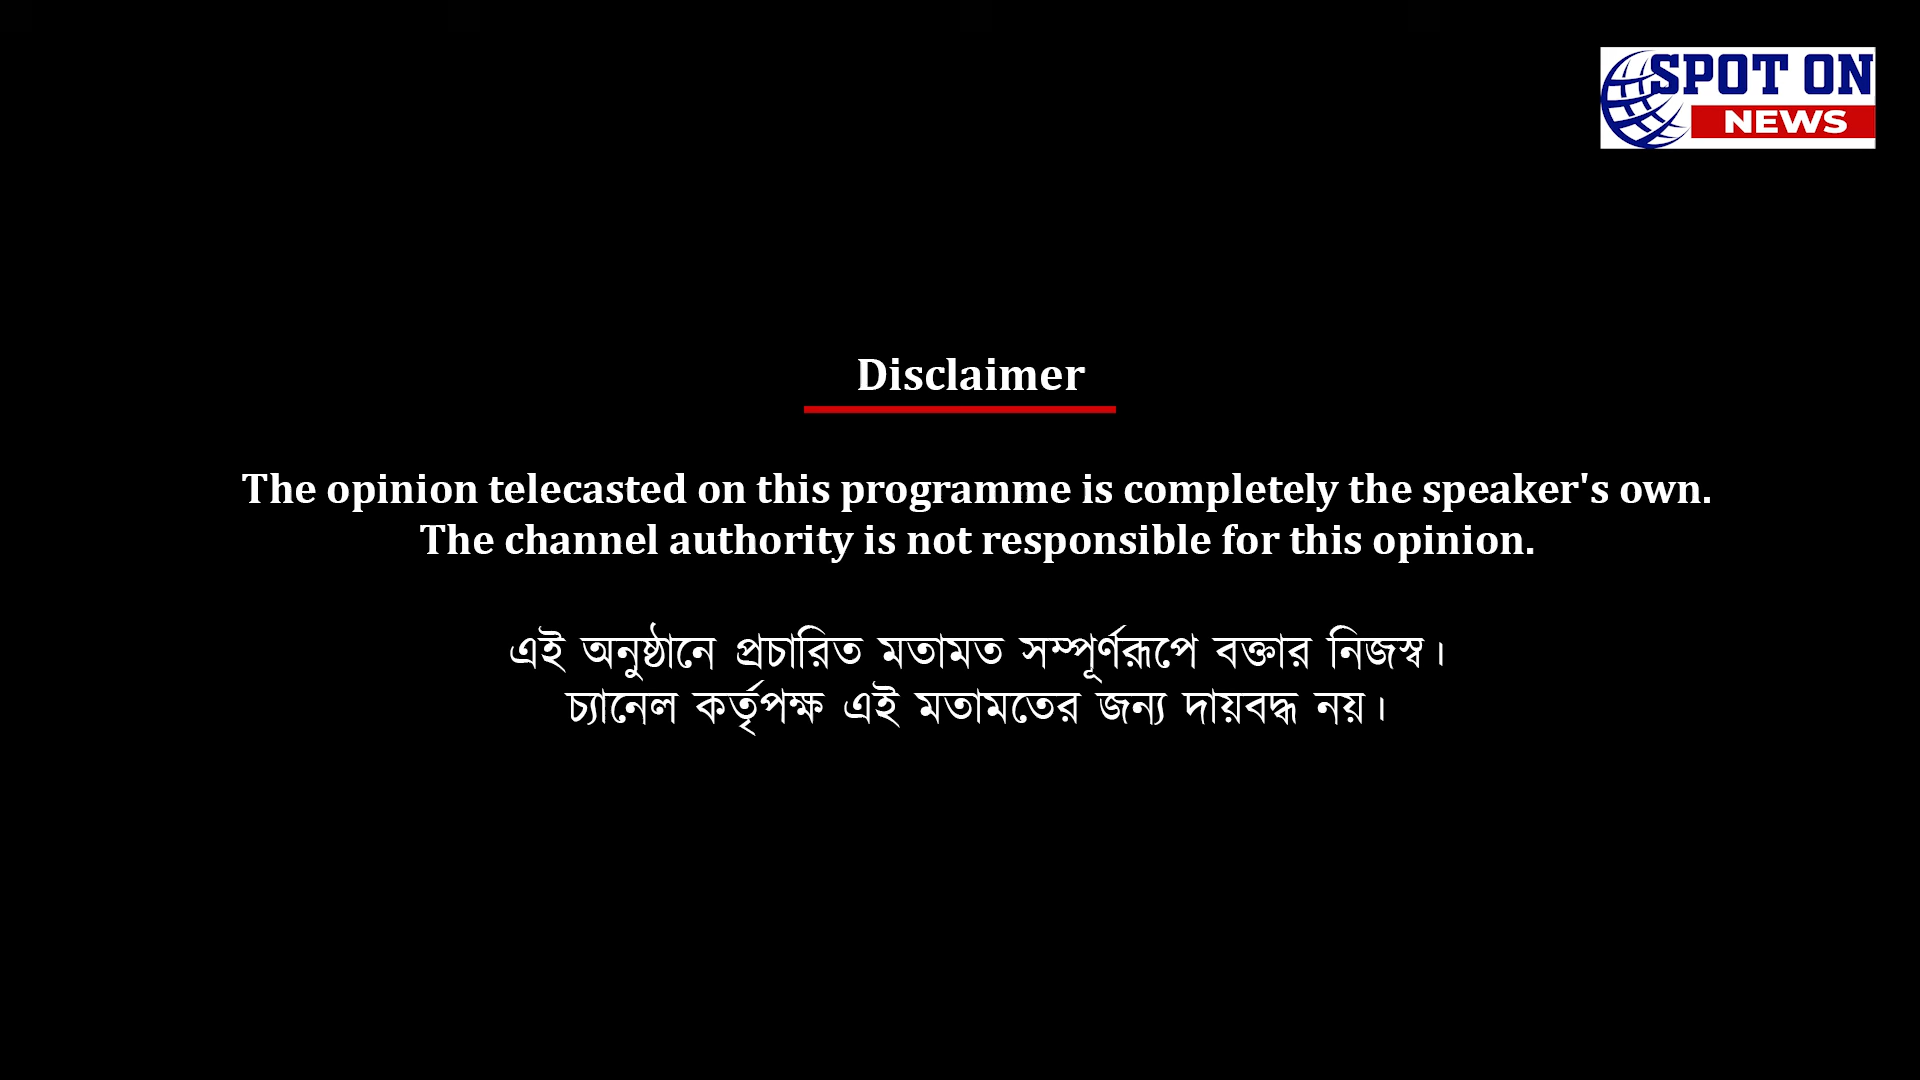 SPOT ON
NEWS
Disclaimer
The opinion telecasted on this programme is completely the speaker's own.
The channel authority is not responsible for this opinion.
এই অনুষ্ঠানে প্রচারিত মতামত সম্পূর্ণরূপে বক্তার নিজস্ব।
চ্যানেল কর্তৃপক্ষ এই মতামতের জন্য দায়বদ্ধ নয়।